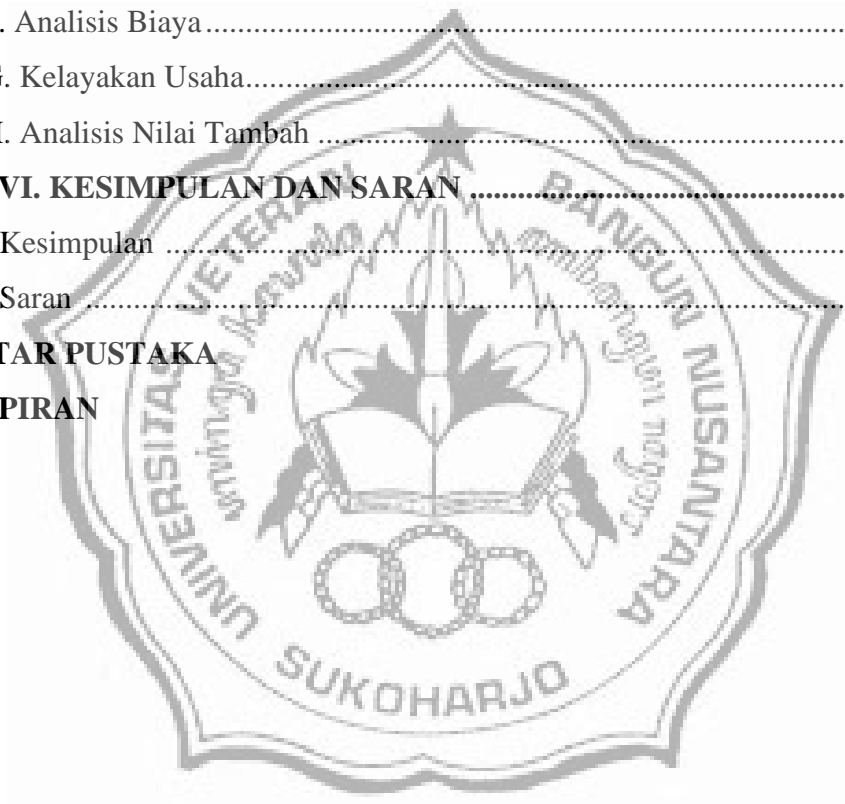 . Analisis Biaya ............................................................
G. Kelayakan Usaha............................................................
. Analisis Nilai Tambah ............................................................
VI. KESIMPULAN DAN SARAN ............................................................
Kesimpulan ............................................................
Saran ............................................................
TAR PUSTAKA
PIRAN
UNIVERSITAS VETERAN BANGUN NUSANTARA
SUKOHARJO